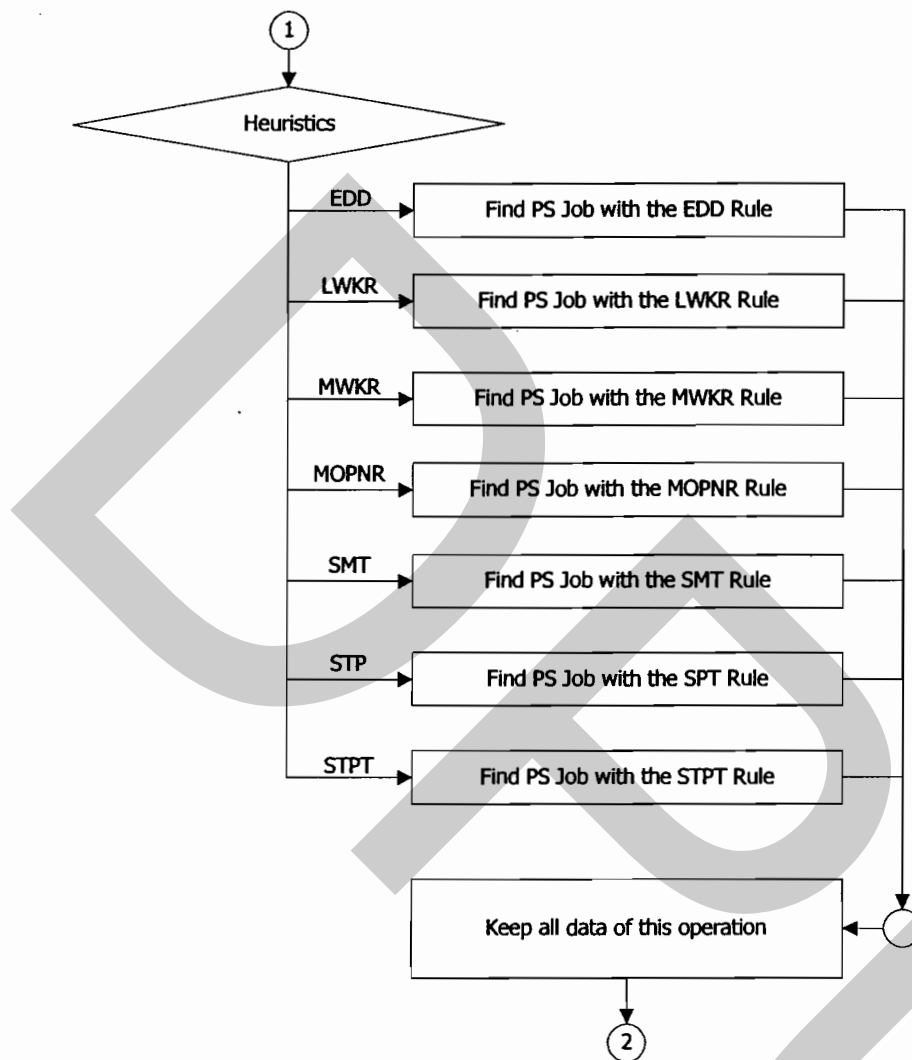 1
Heuristics
EDD
Find PS Job with the EDD Rule
LWKR
Find PS Job with the LWKR Rule
MWKR
Find PS Job with the MWKR Rule
MOPNR
Find PS Job with the MOPNR Rule
SMT
Find PS Job with the SMT Rule
STP
Find PS Job with the SPT Rule
STPT
Find PS Job with the STPT Rule
Keep all data of this operation
2